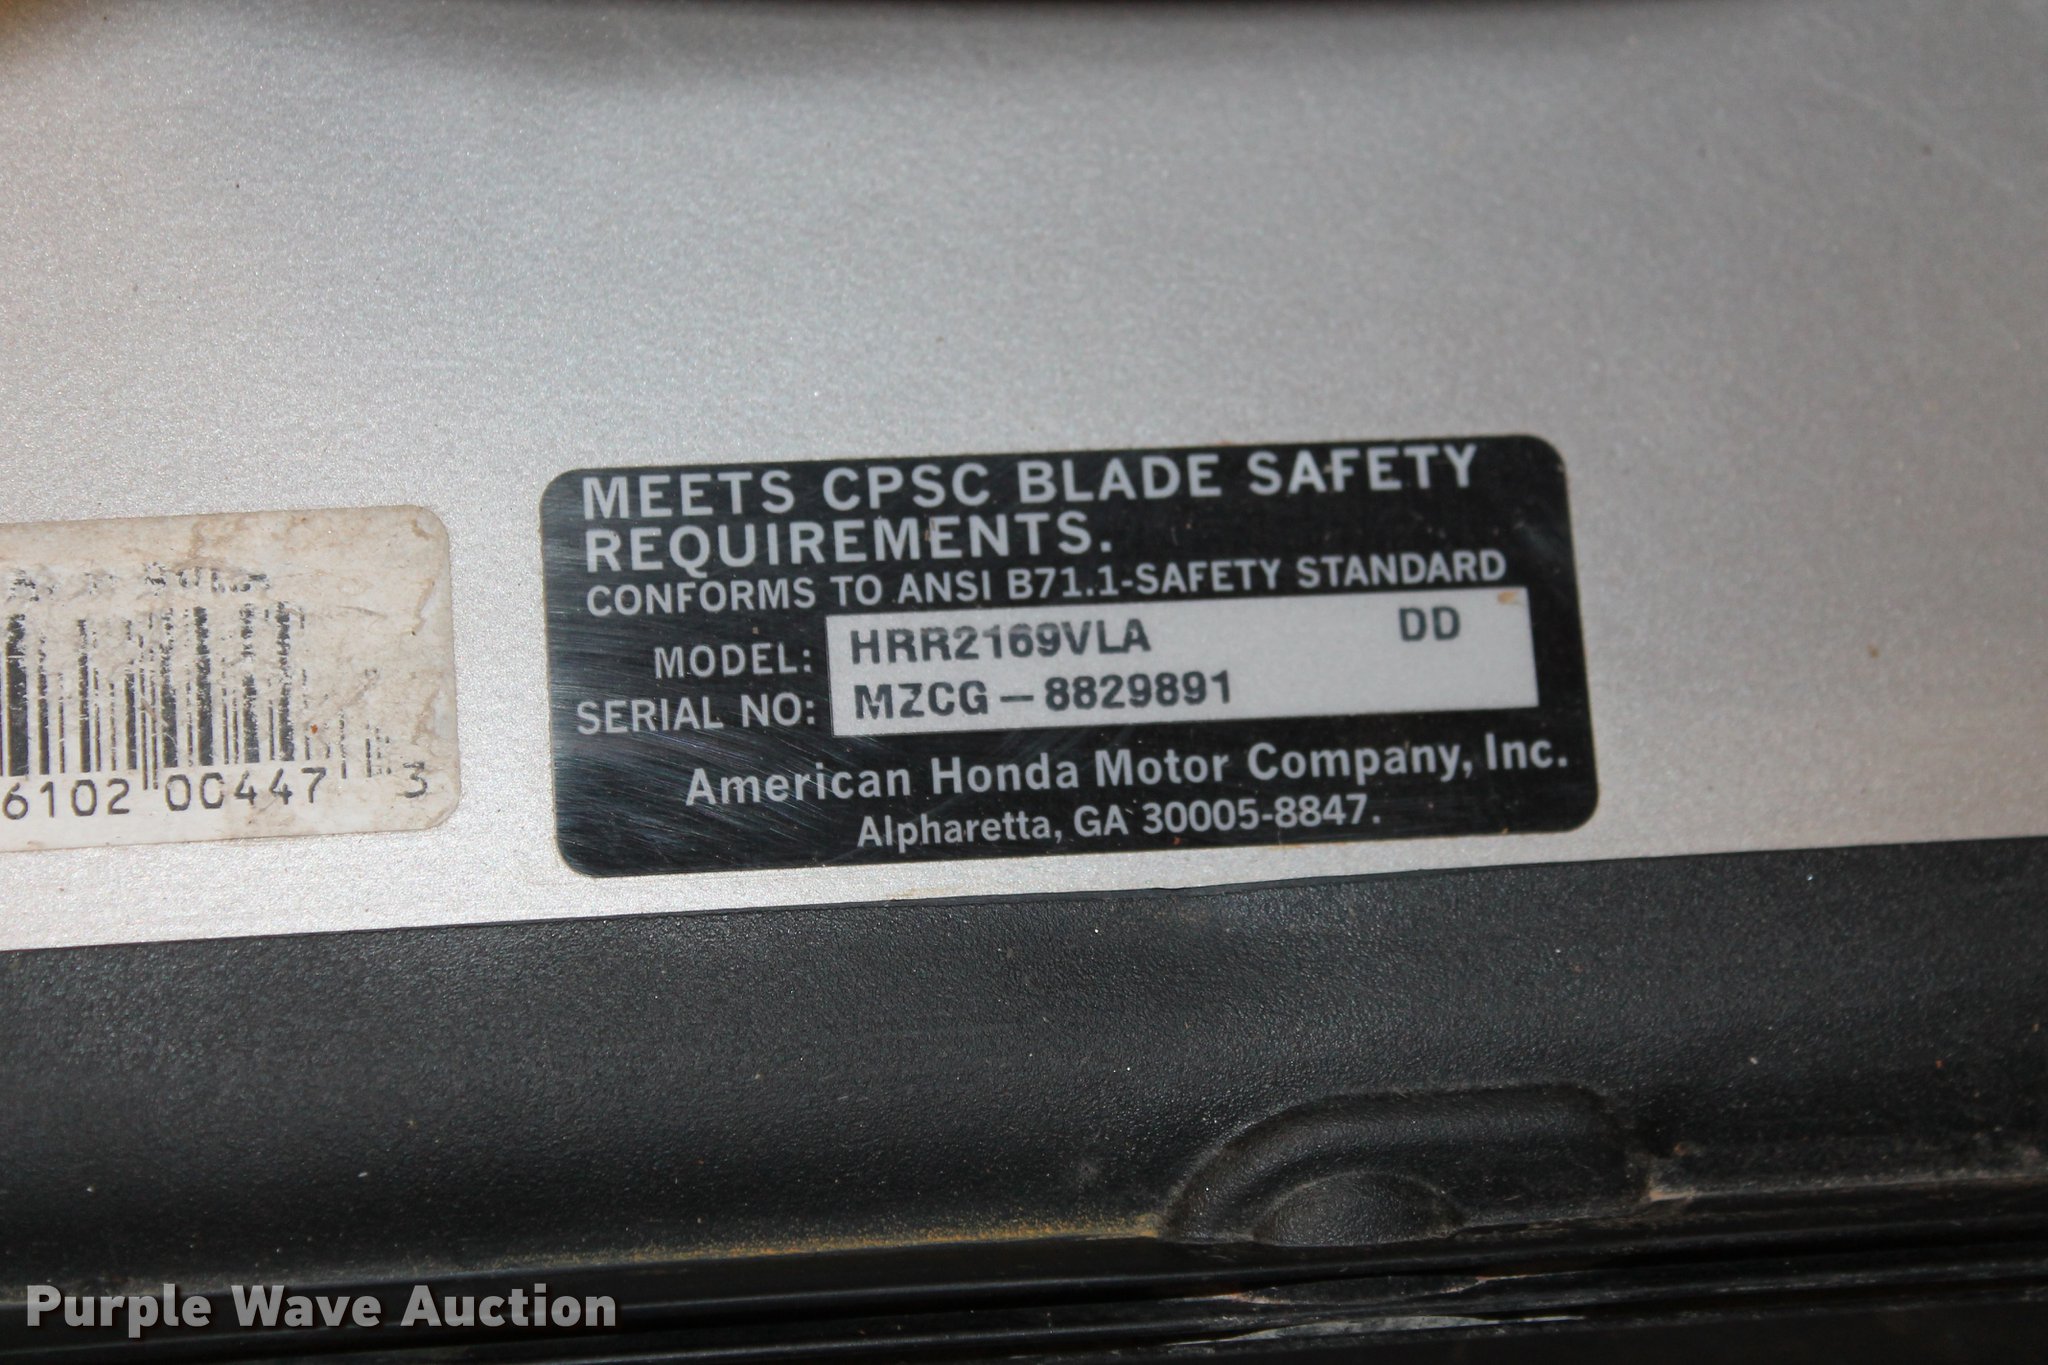 MEETS CPSC BLADE SAFETY
REQUIREMENTS.
CONFORMS TO ANSI B71.1-SAFETY STANDARD
MODEL: HRR2169VLA DD
SERIAL NO: MZCG-8829891
American Honda Motor Company, Inc.
Alpharetta, GA 30005-8847.
6102 00447 3
Purple Wave Auction